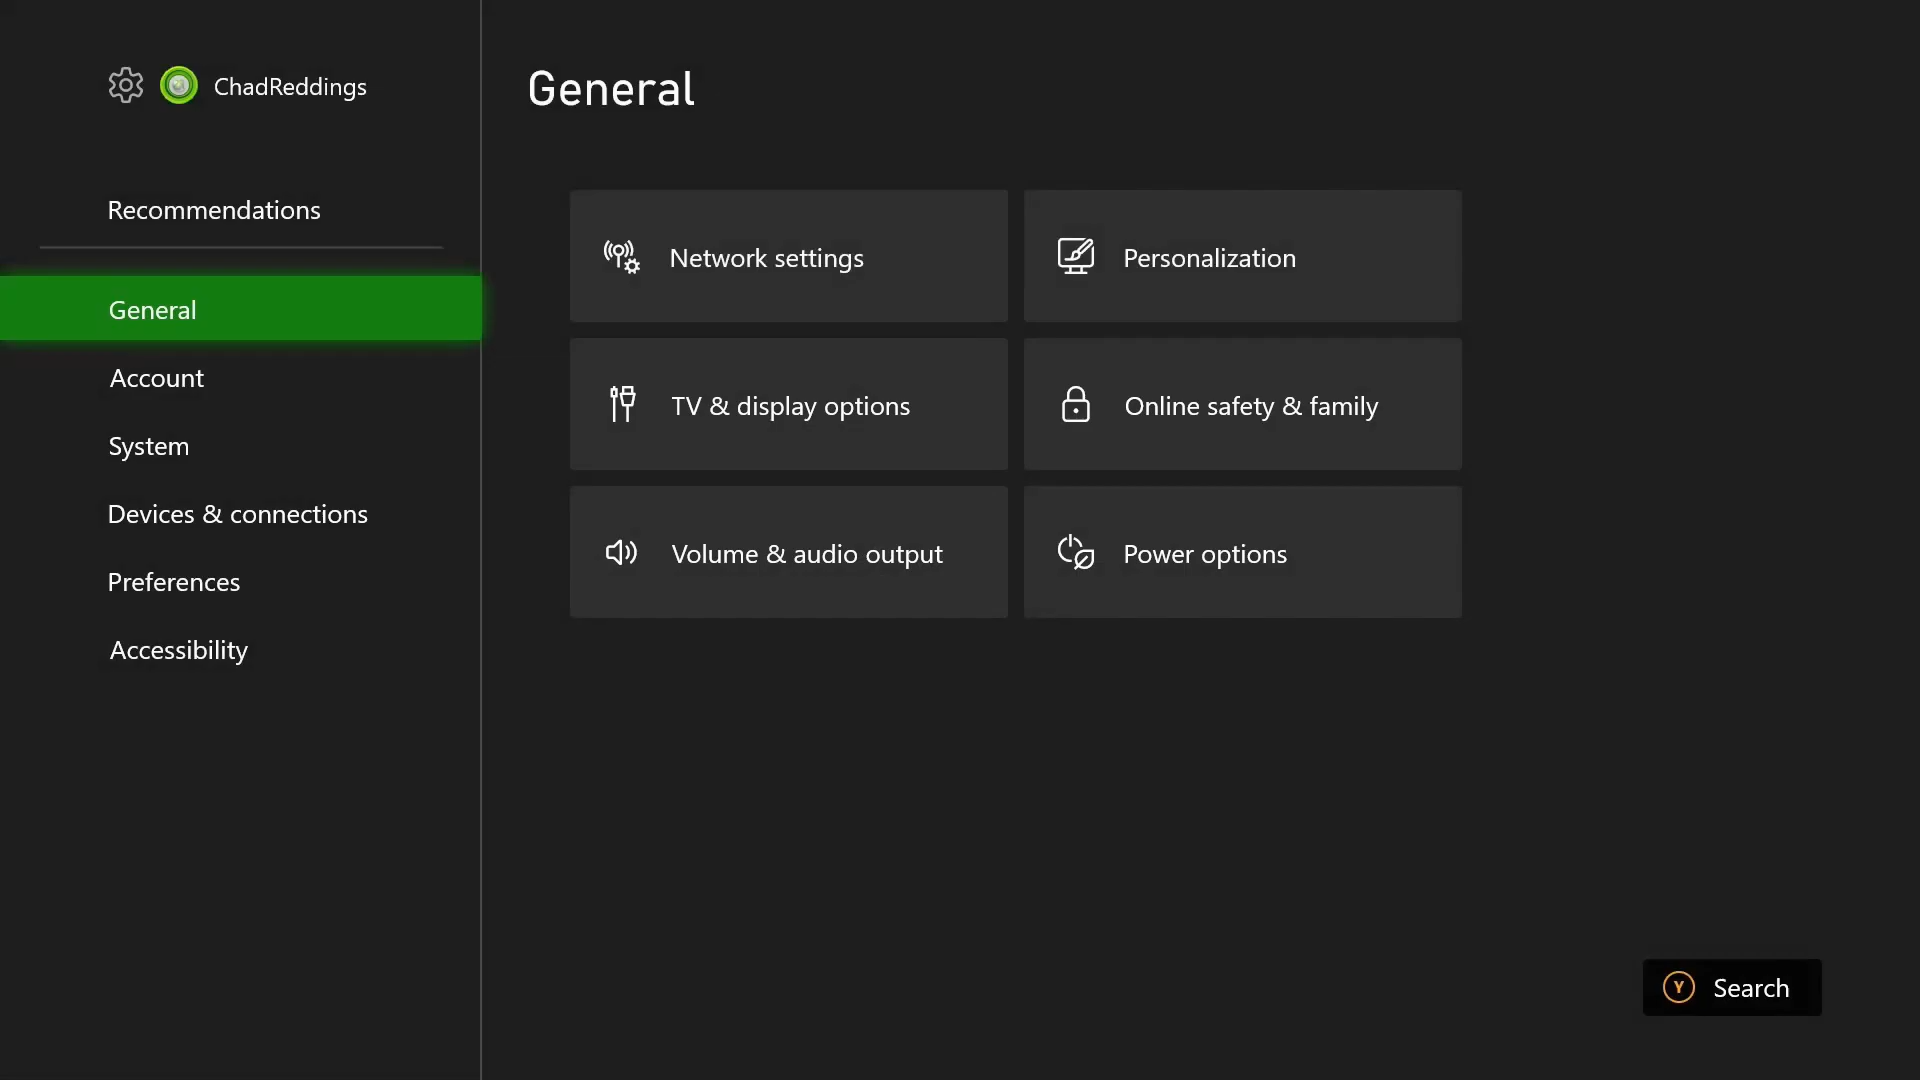 ChadReddings
Recommendations
General
Account
System
Devices & connections
Preferences
Accessibility
General
Network settings
Personalization
TV & display options
Online safety & family
Volume & audio output
Power options
Y Search